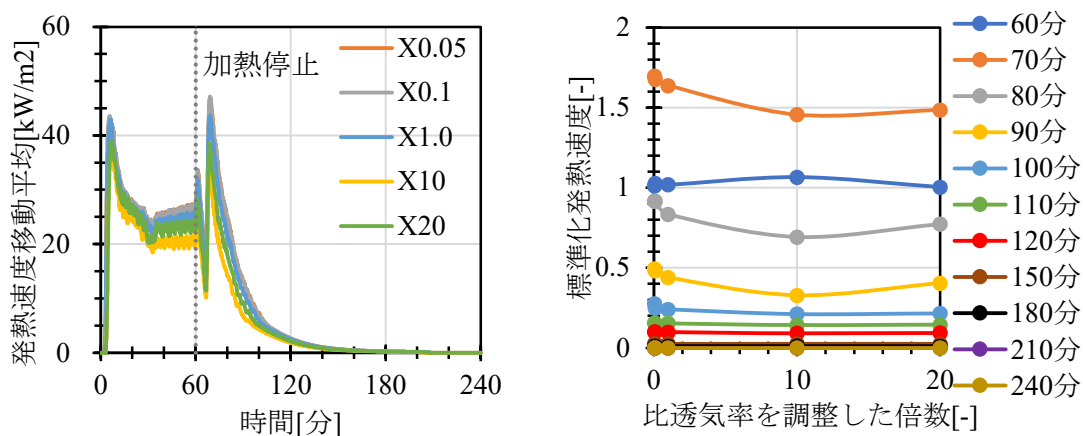 発熱速度移動平均[kW/m2]
60
40
20
0
0
60
120
180
240
時間[分]
加熱停止
X0.05
X0.1
X1.0
X10
X20
標準化発熱速度[-]
2
1.5
1
0.5
0
0
10
20
比透気率を調整した倍数[-]
60分
70分
80分
90分
100分
110分
120分
150分
180分
210分
240分